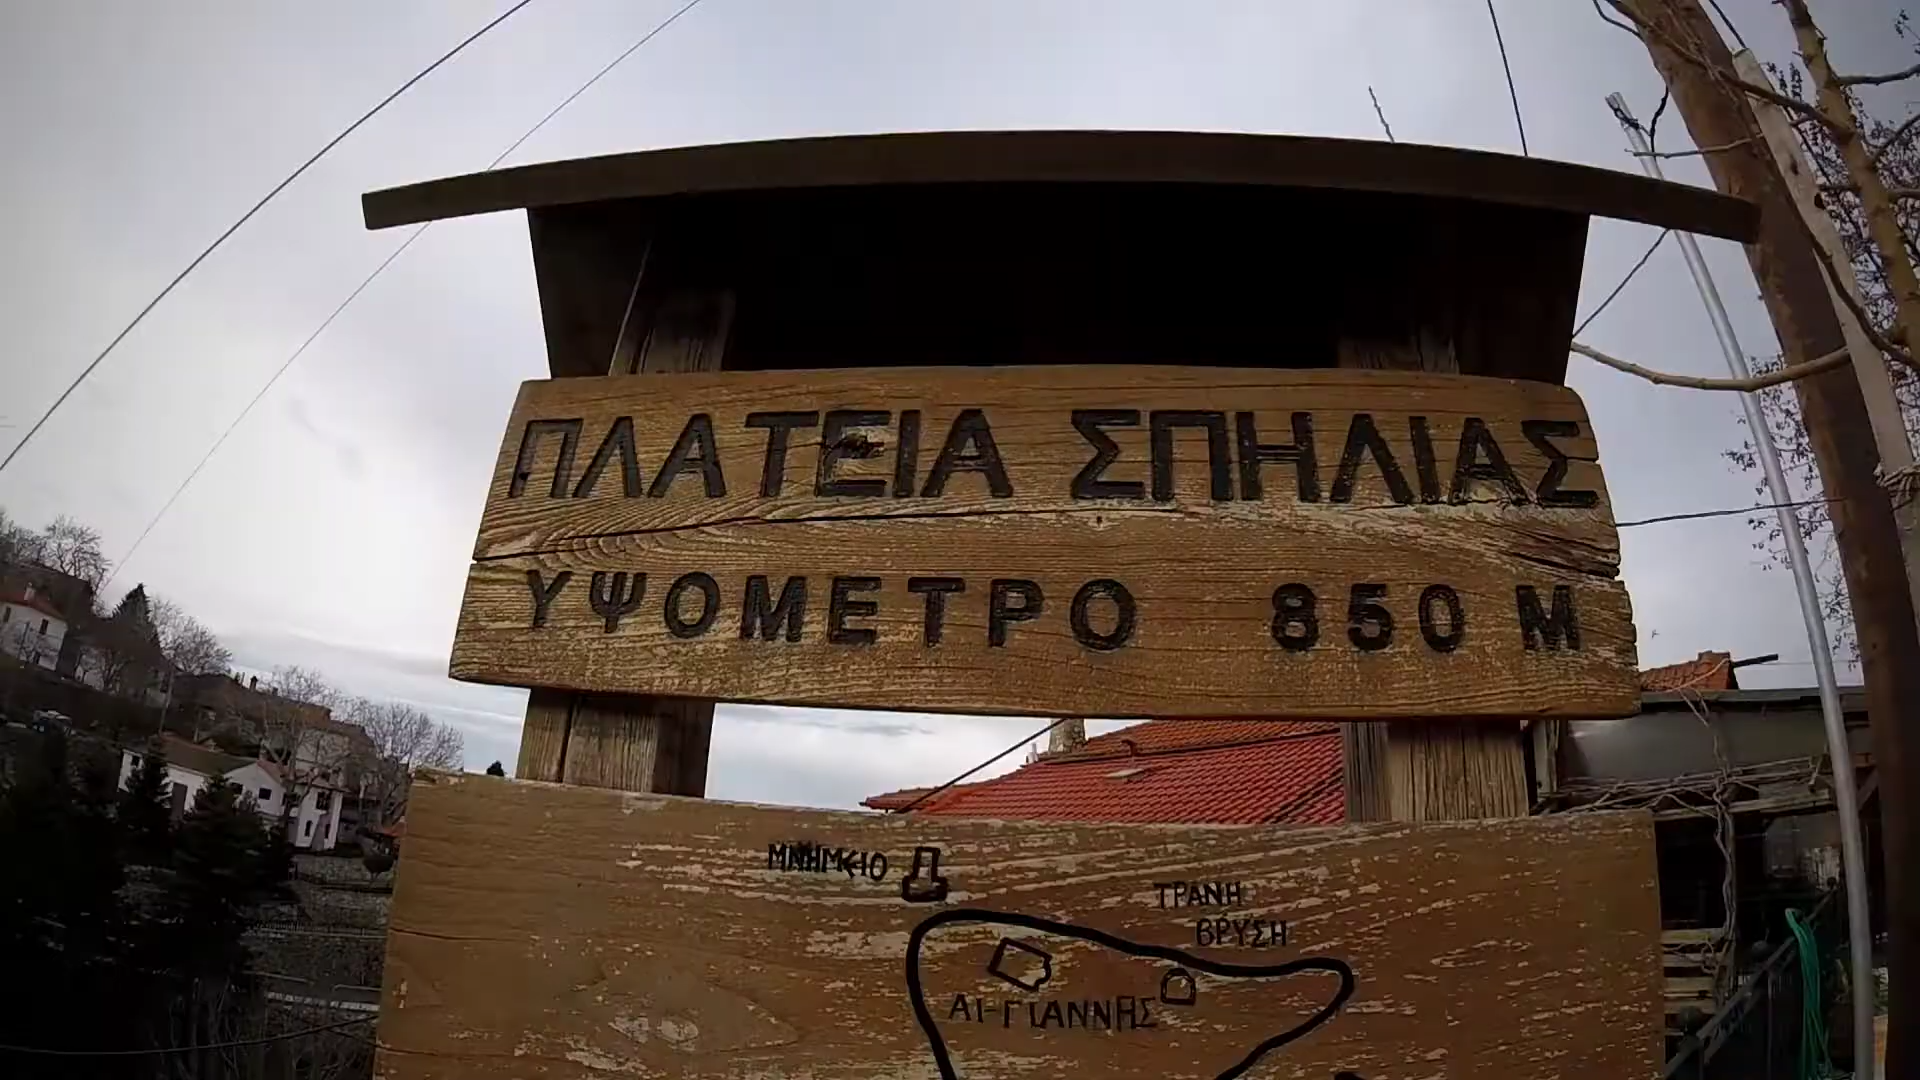 ΠΛΑΤΕΙΑ ΣΠΗΛΙΑΣ
ΥΨΟΜΕΤΡΟ 850 Μ
ΜΝΗΜΕΙΟ
ΤΡΑΝΗ
ΒΡΥΣΗ
ΑΙ-ΓΙΑΝΝΗΣ